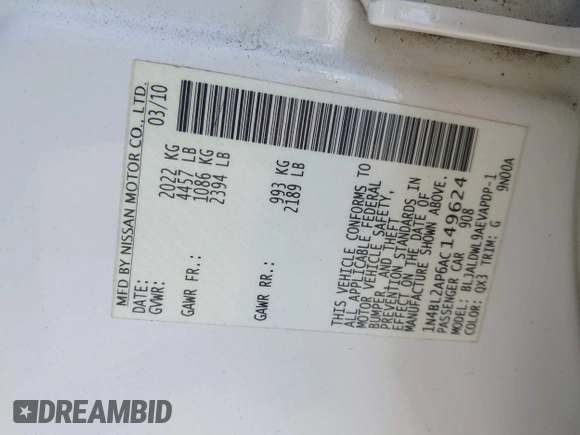 MFD BY NISSAN MOTOR CO., LTD.
DATE: 03/10
GVWR: 2022 KG
4457 LB
GAWR FR.: 1086 KG
2394 LB
GAWR RR.: 993 KG
2189 LB
THIS VEHICLE CONFORMS TO
ALL APPLICABLE FEDERAL
MOTOR VEHICLE SAFETY,
BUMPER, AND THEFT
PREVENTION STANDARDS IN
EFFECT ON THE DATE OF
MANUFACTURE SHOWN ABOVE.
1N4BL2AP6AC149624
PASSENGER CAR 908
MODEL: BLJALDWL9AEVAPDP-1
COLOR: QX3 TRIM: G 9N00A
DREAMBID